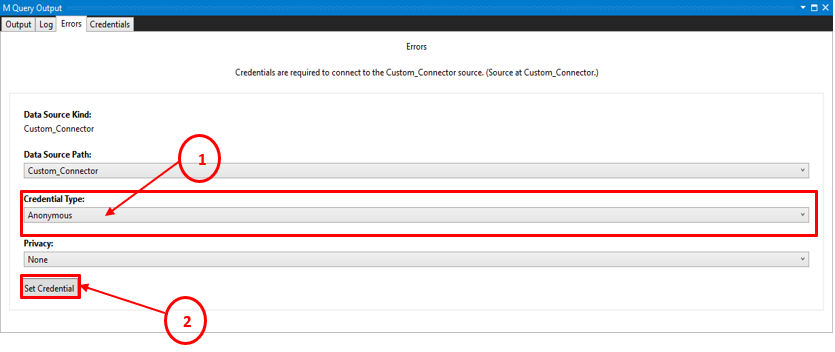 M Query Output
Output Log Errors Credentials
Errors
Credentials are required to connect to the Custom_Connector source. (Source at Custom_Connector.)
Data Source Kind:
Custom_Connector
1
Data Source Path:
Custom_Connector
Credential Type:
Anonymous
Privacy:
None
Set Credential
2